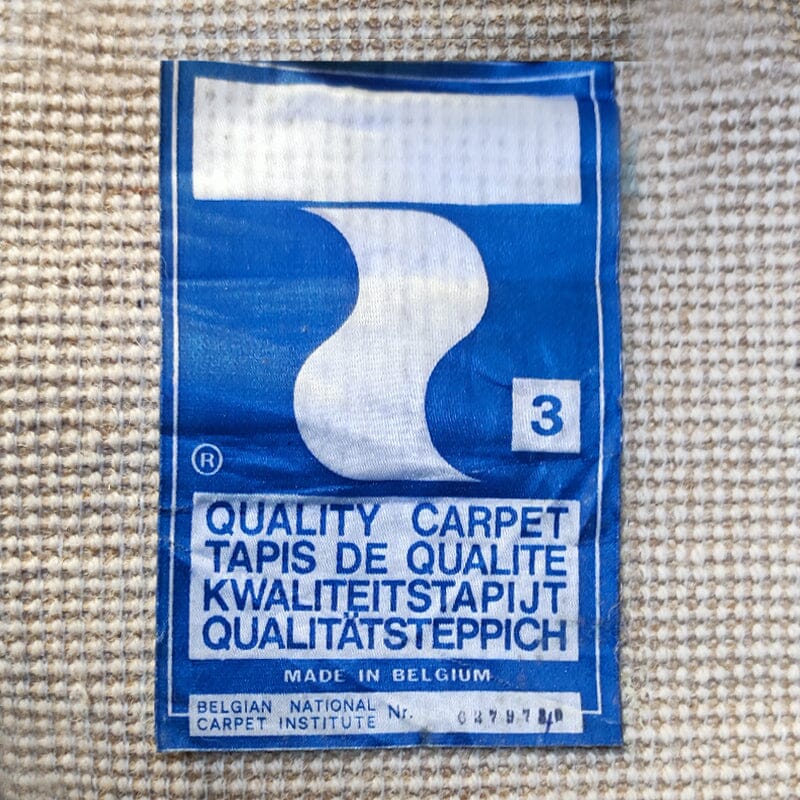 3
®
QUALITY CARPET
TAPIS DE QUALITE
KWALITEITSTAPIJT
QUALITÄTSTEPPICH
MADE IN BELGIUM
BELGIAN NATIONAL
CARPET INSTITUTE Nr.